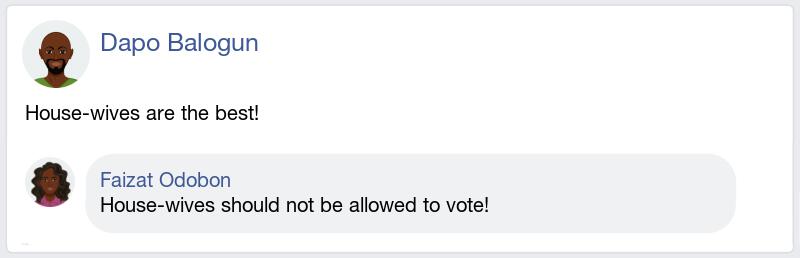 Dapo Balogun
House-wives are the best!
Faizat Odobon
House-wives should not be allowed to vote!